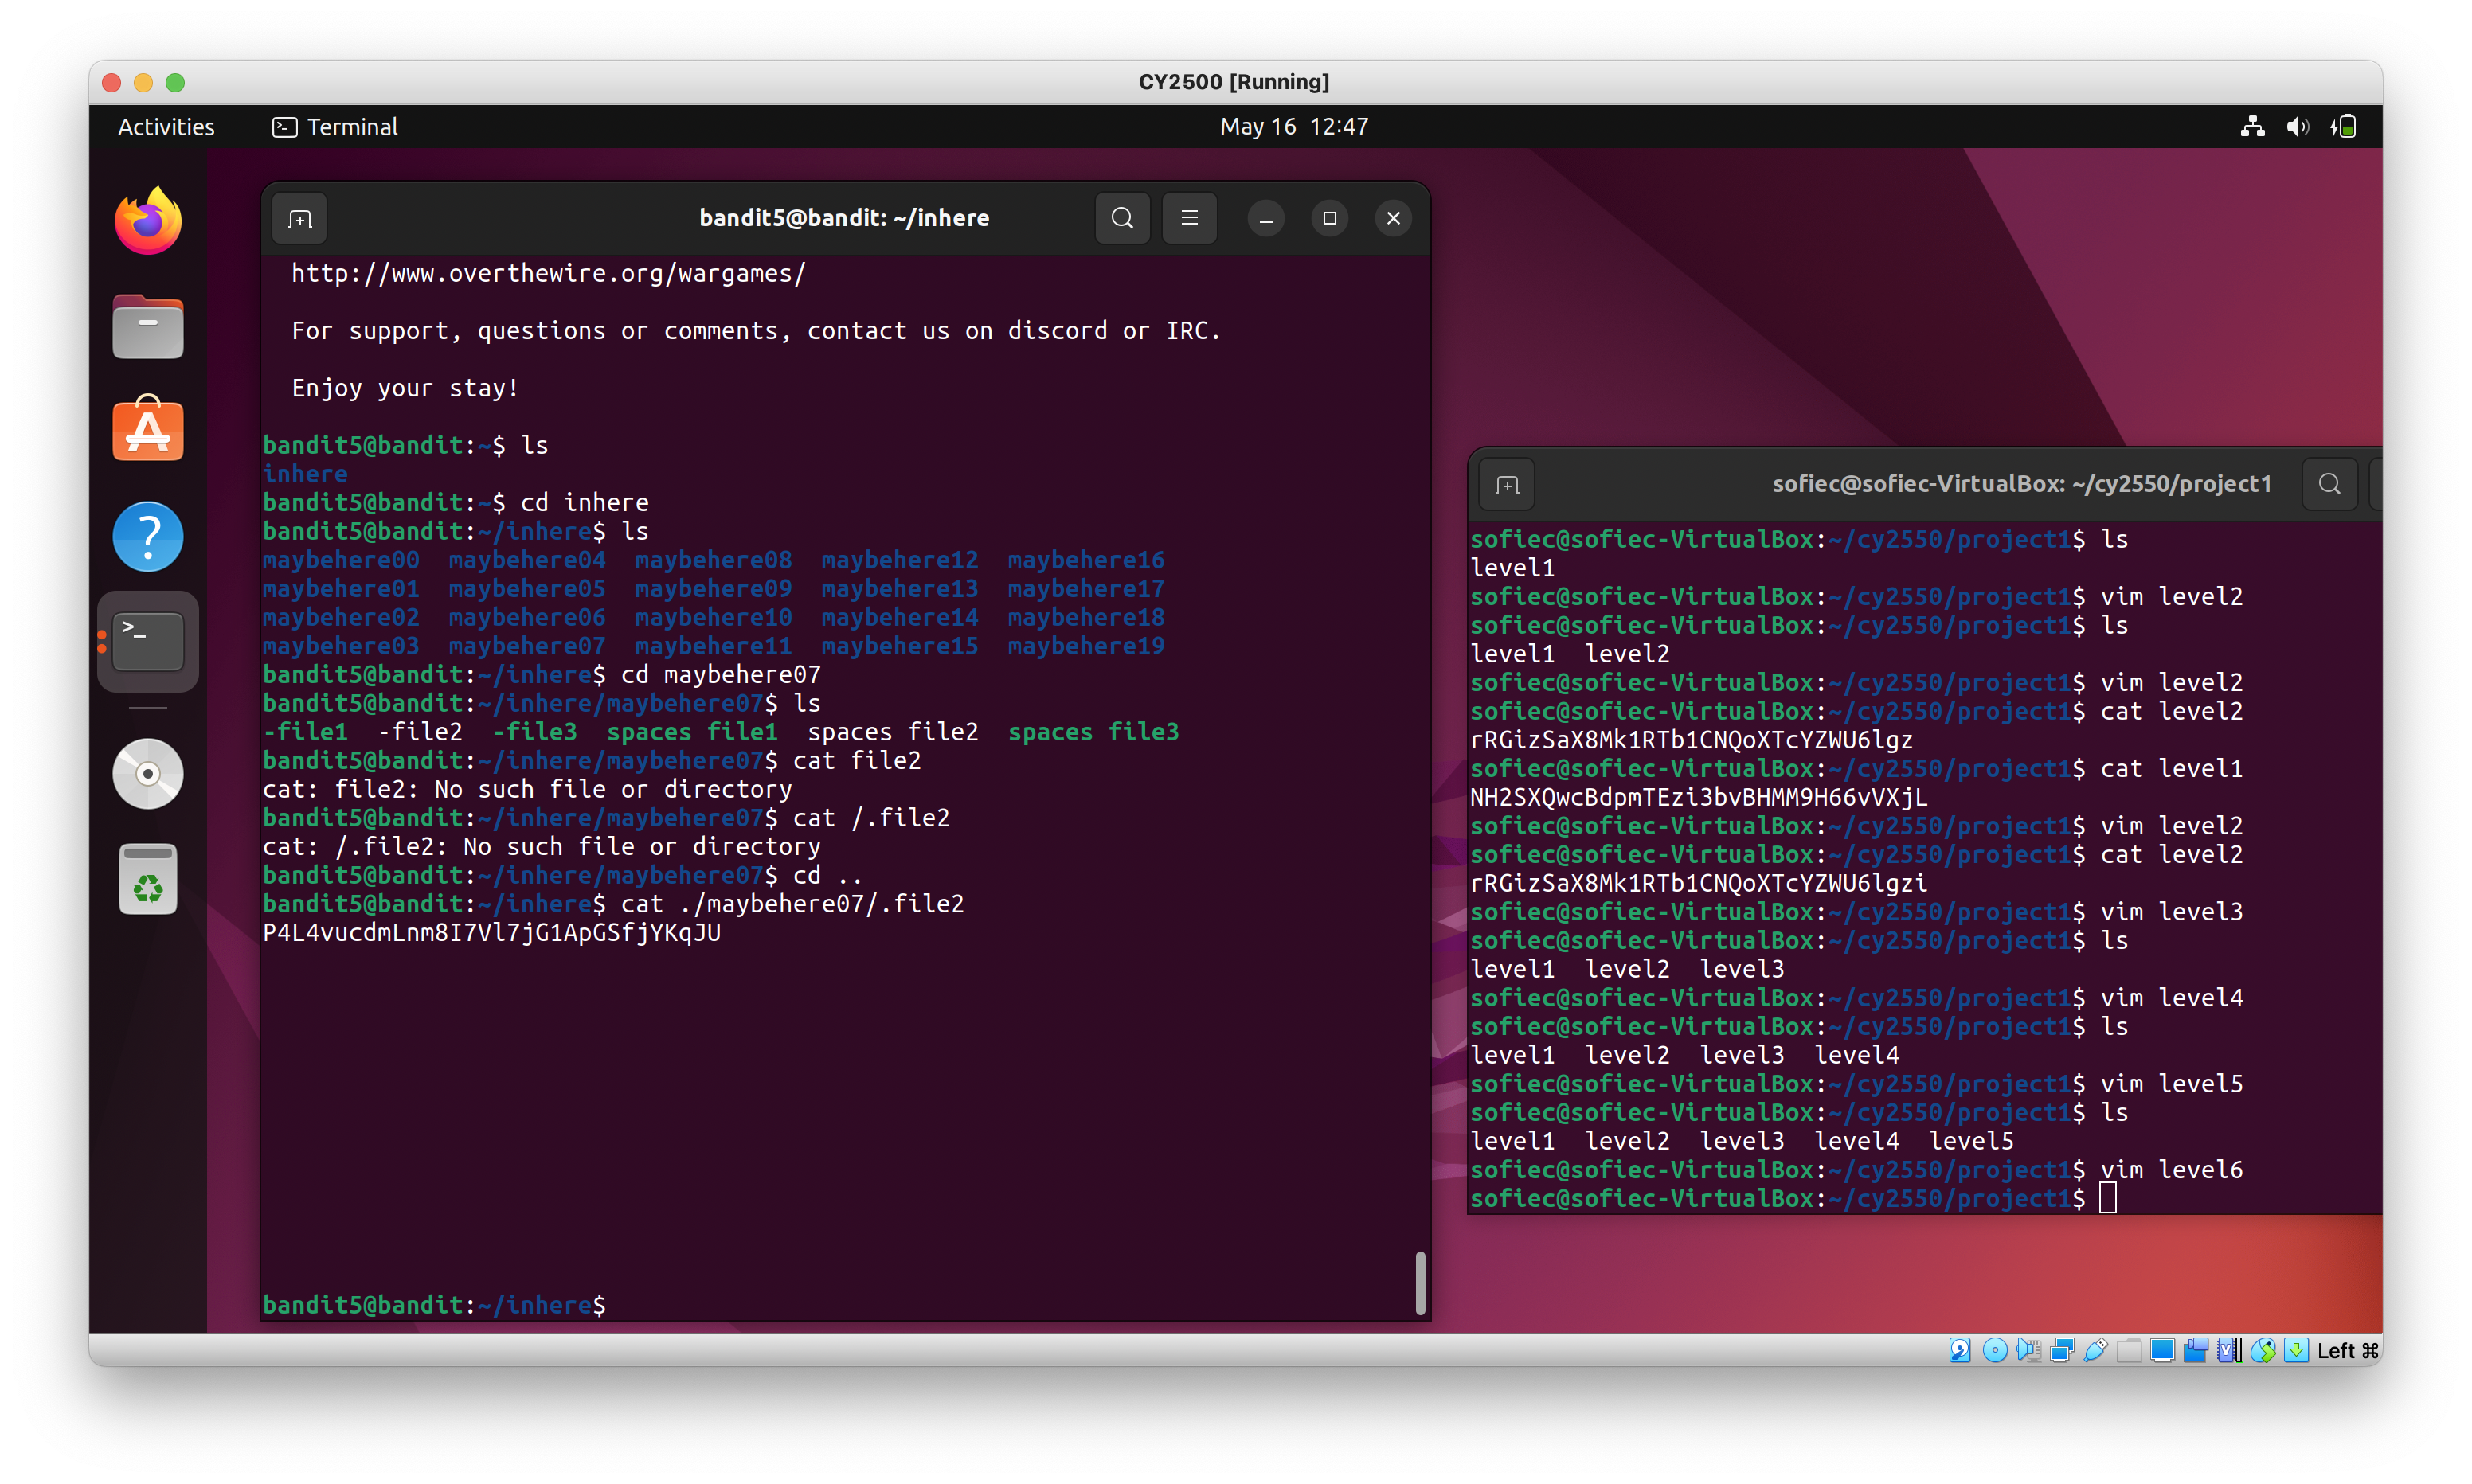 CY2500 [Running]
Activities
Terminal
May 16 12:47
bandit5@bandit: ~/inhere
http://www.overthewire.org/wargames/
For support, questions or comments, contact us on discord or IRC.
Enjoy your stay!
bandit5@bandit:~$ ls
inhere
bandit5@bandit:~$ cd inhere
bandit5@bandit:~/inhere$ ls
maybehere00 maybehere04 maybehere08 maybehere12 maybehere16
maybehere01 maybehere05 maybehere09 maybehere13 maybehere17
maybehere02 maybehere06 maybehere10 maybehere14 maybehere18
maybehere03 maybehere07 maybehere11 maybehere15 maybehere19
bandit5@bandit:~/inhere$ cd maybehere07
bandit5@bandit:~/inhere/maybehere07$ ls
-file1 -file2 -file3 spaces file1 spaces file2 spaces file3
bandit5@bandit:~/inhere/maybehere07$ cat file2
cat: file2: No such file or directory
bandit5@bandit:~/inhere/maybehere07$ cat /.file2
cat: /.file2: No such file or directory
bandit5@bandit:~/inhere/maybehere07$ cd ..
bandit5@bandit:~/inhere$ cat ./maybehere07/.file2
P4L4vucdmLnm8I7Vl7jG1ApGSfjYKqJU
bandit5@bandit:~/inhere$
sofiec@sofiec-VirtualBox: ~/cy2550/project1
sofiec@sofiec-VirtualBox:~/cy2550/project1$ ls
level1
sofiec@sofiec-VirtualBox:~/cy2550/project1$ vim level2
sofiec@sofiec-VirtualBox:~/cy2550/project1$ ls
level1 level2
sofiec@sofiec-VirtualBox:~/cy2550/project1$ vim level2
sofiec@sofiec-VirtualBox:~/cy2550/project1$ cat level2
rRGizSaX8Mk1RTb1CNQoXTcYZWU6lgz
sofiec@sofiec-VirtualBox:~/cy2550/project1$ cat level1
NH2SXQwcBdpmTEzi3bvBHMM9H66vVXjL
sofiec@sofiec-VirtualBox:~/cy2550/project1$ vim level2
sofiec@sofiec-VirtualBox:~/cy2550/project1$ cat level2
rRGizSaX8Mk1RTb1CNQoXTcYZWU6lgzi
sofiec@sofiec-VirtualBox:~/cy2550/project1$ vim level3
sofiec@sofiec-VirtualBox:~/cy2550/project1$ ls
level1 level2 level3
sofiec@sofiec-VirtualBox:~/cy2550/project1$ vim level4
sofiec@sofiec-VirtualBox:~/cy2550/project1$ ls
level1 level2 level3 level4
sofiec@sofiec-VirtualBox:~/cy2550/project1$ vim level5
sofiec@sofiec-VirtualBox:~/cy2550/project1$ ls
level1 level2 level3 level4 level5
sofiec@sofiec-VirtualBox:~/cy2550/project1$ vim level6
sofiec@sofiec-VirtualBox:~/cy2550/project1$
Left ⌘